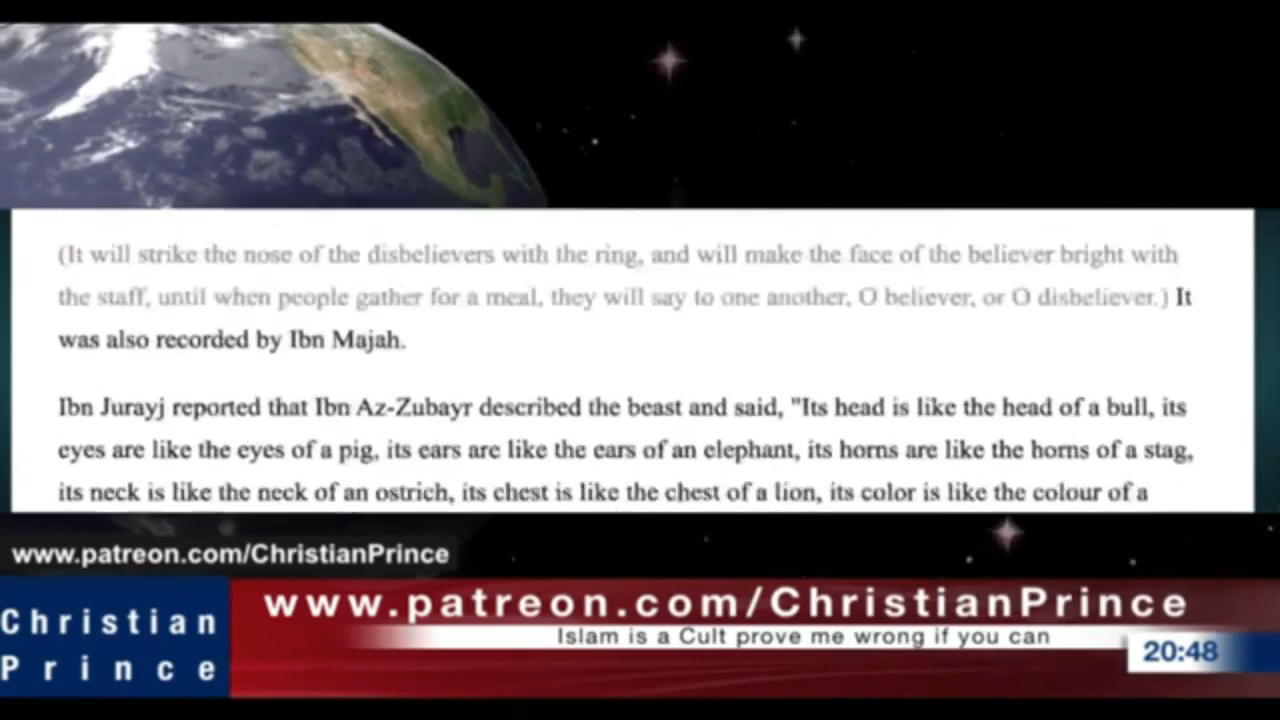 (It will strike the nose of the disbelievers with the ring, and will make the face of the believer bright with
the staff, until when people gather for a meal, they will say to one another, O believer, or O disbeliever.) It
was also recorded by Ibn Majah.
Ibn Jurayj reported that Ibn Az-Zubayr described the beast and said, "Its head is like the head of a bull, its
eyes are like the eyes of a pig, its ears are like the ears of an elephant, its horns are like the horns of a stag,
its neck is like the neck of an ostrich, its chest is like the chest of a lion, its color is like the colour of a
www.patreon.com/ChristianPrince
www.patreon.com/ChristianPrince
Islam is a Cult prove me wrong if you can
Christian
Prince
20:48